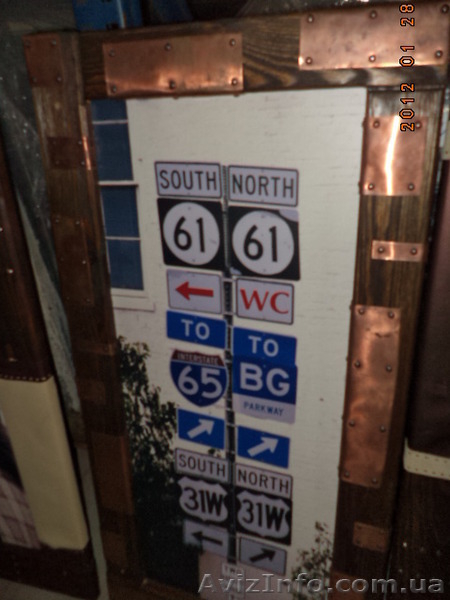 2012 01 28
SOUTH NORTH
61 61
WC
TO TO
INTERSTATE
65 BG
PARKWAY
SOUTH NORTH
31W 31W
AvizInfo.com.ua